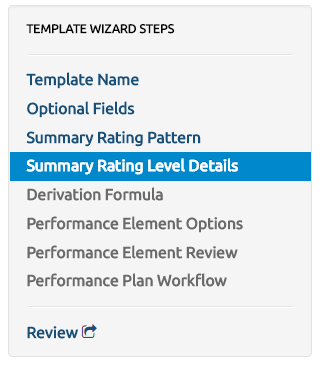 TEMPLATE WIZARD STEPS
Template Name
Optional Fields
Summary Rating Pattern
Summary Rating Level Details
Derivation Formula
Performance Element Options
Performance Element Review
Performance Plan Workflow
Review